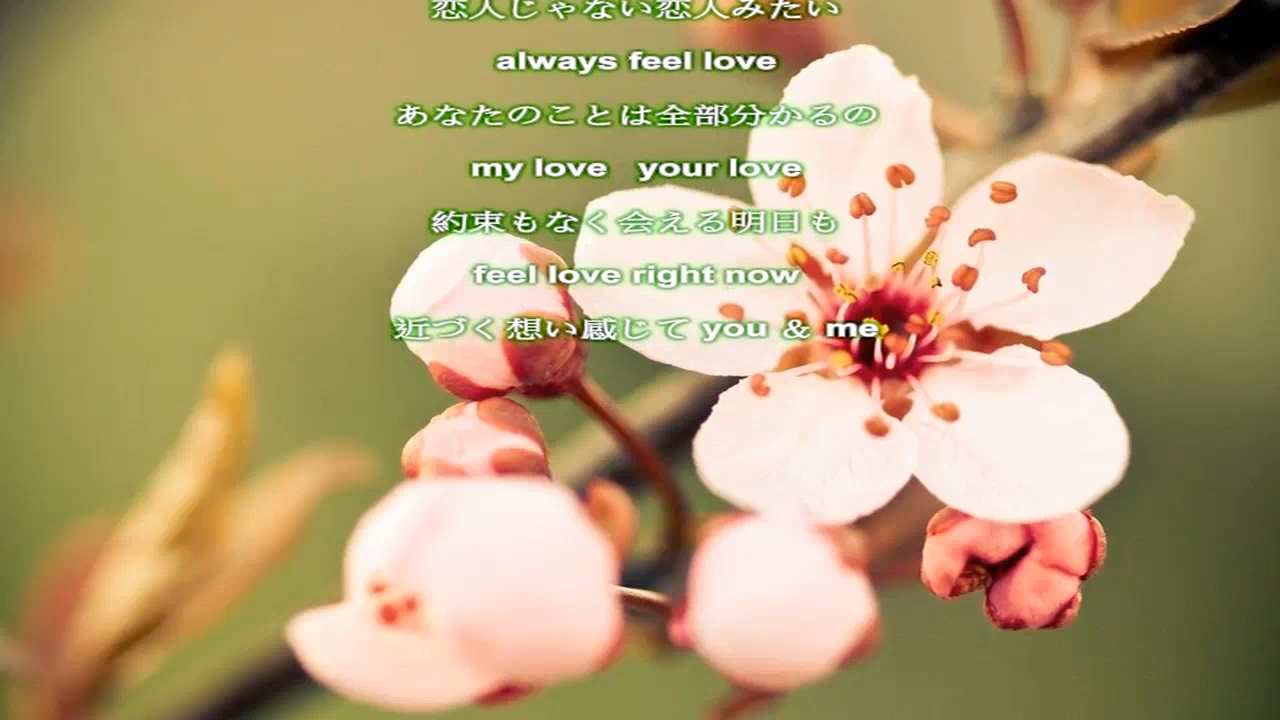 恋人じゃない恋人みたい
always feel love
あなたのことは全部分かるの
my love　your love
約束もなく会える明日も
feel love right now
近づく想い感じて you & me